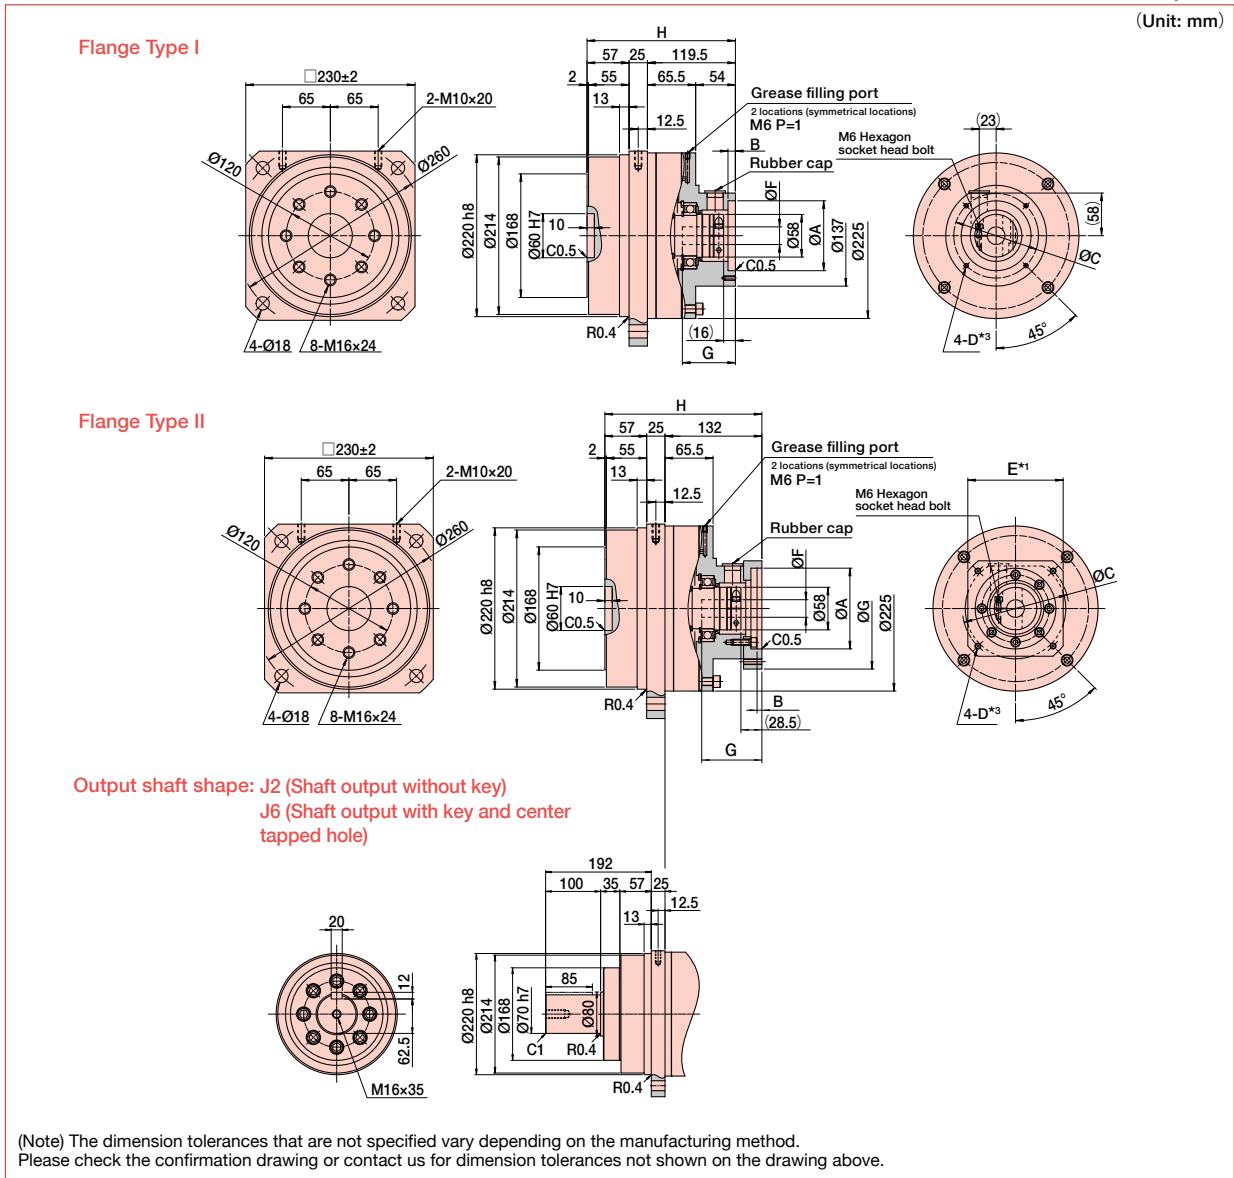 (Unit: mm)
Flange Type I
□230±2
65
65
2-M10×20
Ø120
Ø260
4-Ø18
8-M16×24
H
57
25
119.5
2
55
65.5
54
13
12.5
Grease filling port
2 locations (symmetrical locations)
M6 P=1
B
Rubber cap
Ø220 h8
Ø214
Ø168
Ø60 H7
10
C0.5
ØF
Ø58
ØA
Ø137
Ø225
C0.5
R0.4
(16)
G
(23)
M6 Hexagon
socket head bolt
(58)
ØC
4-D*3
45°
Flange Type II
□230±2
65
65
2-M10×20
Ø120
Ø260
4-Ø18
8-M16×24
H
57
25
132
2
55
65.5
13
12.5
Grease filling port
2 locations (symmetrical locations)
M6 P=1
Rubber cap
Ø220 h8
Ø214
Ø168
Ø60 H7
10
C0.5
ØF
Ø58
ØA
ØG
Ø225
C0.5
R0.4
B
(28.5)
G
E*1
M6 Hexagon
socket head bolt
ØC
4-D*3
45°
Output shaft shape: J2 (Shaft output without key)
J6 (Shaft output with key and center
tapped hole)
20
12
62.5
M16×35
192
100
35
57
25
13
12.5
85
Ø220 h8
Ø214
Ø168
Ø70 h7
Ø80
C1
R0.4
R0.4
(Note) The dimension tolerances that are not specified vary depending on the manufacturing method.
Please check the confirmation drawing or contact us for dimension tolerances not shown on the drawing above.